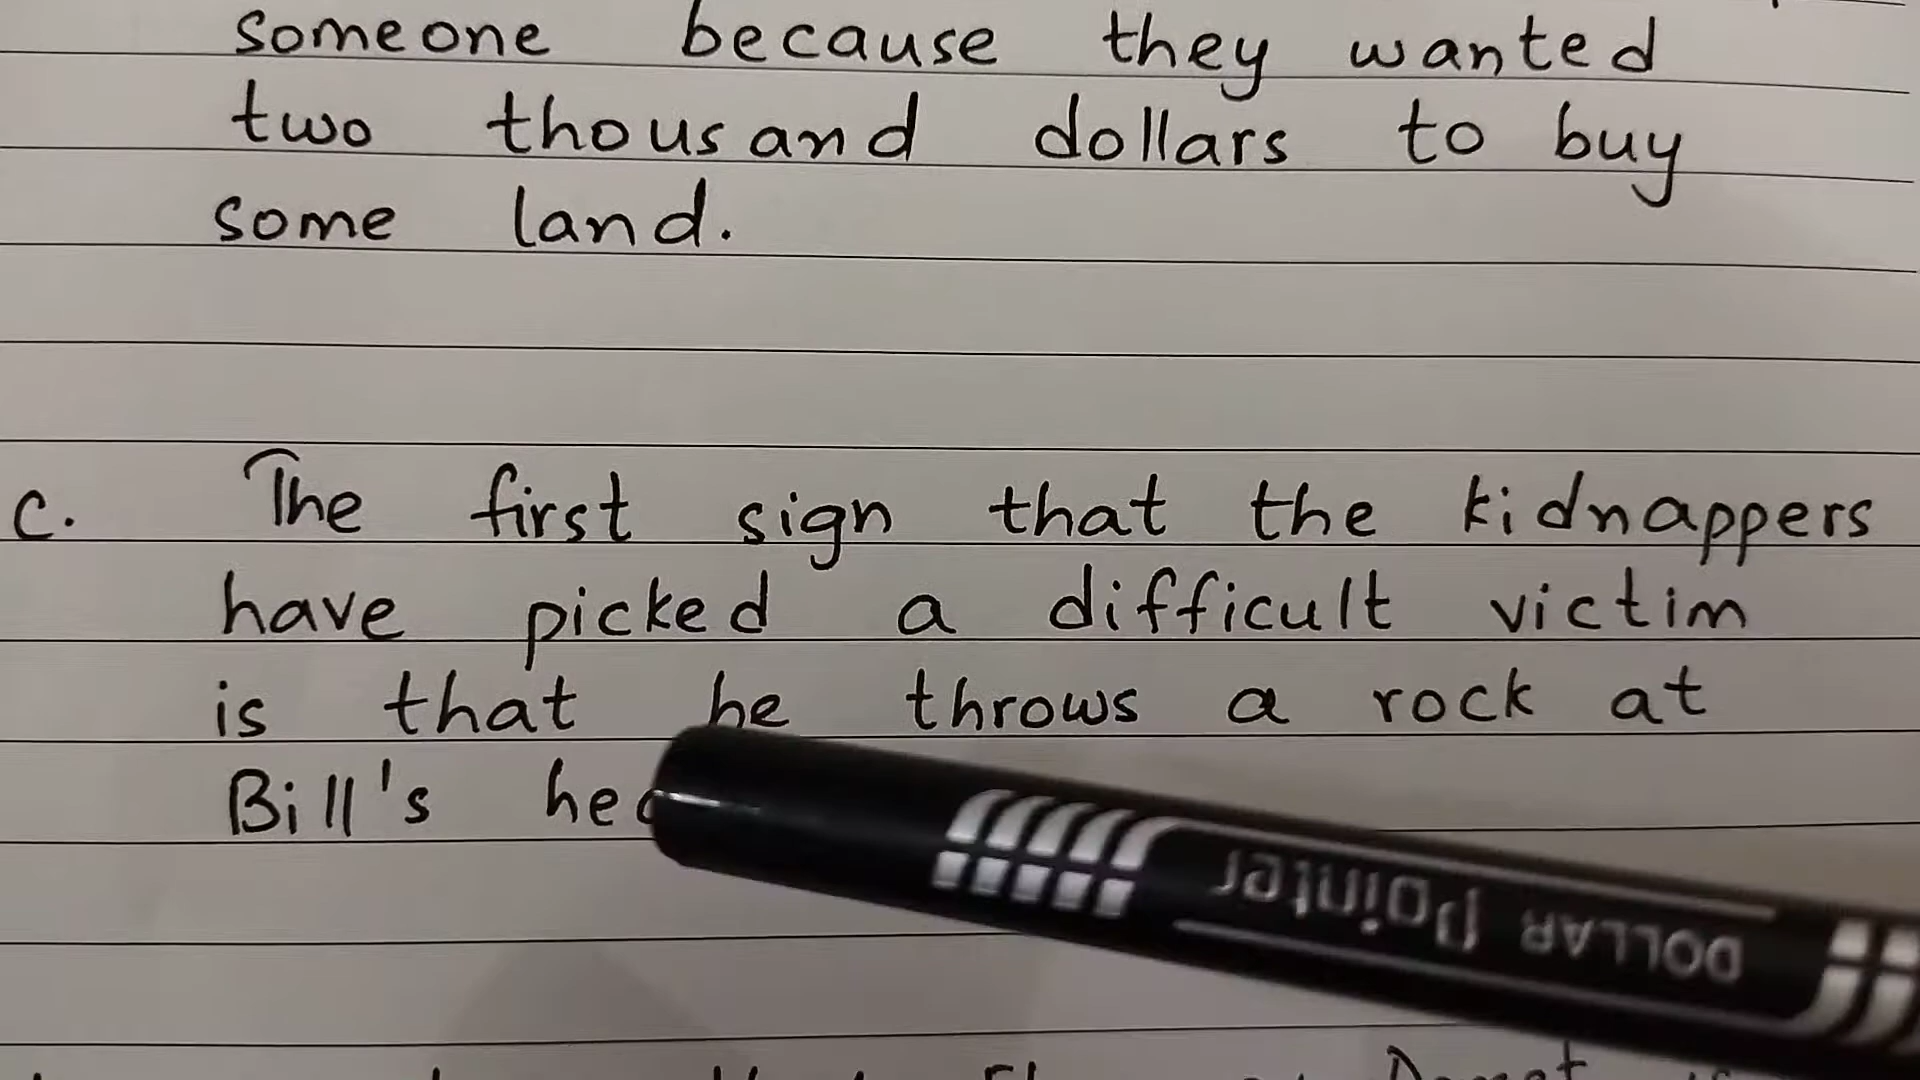 someone because they wanted
two thousand dollars to buy
some land.
c. The first sign that the kidnappers
have picked a difficult victim
is that he throws a rock at
Bill's
DOLLAR Pointer